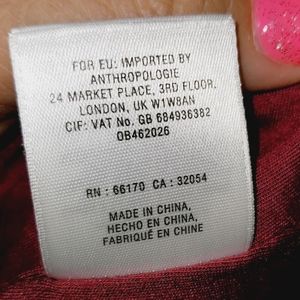 FOR EU: IMPORTED BY
ANTHROPOLOGIE
24 MARKET PLACE, 3RD FLOOR,
LONDON, UK W1W8AN
CIF: VAT No. GB 684936382
OB462026
RN : 66170 CA : 32054
MADE IN CHINA,
HECHO EN CHINA,
FABRIQUÉ EN CHINE